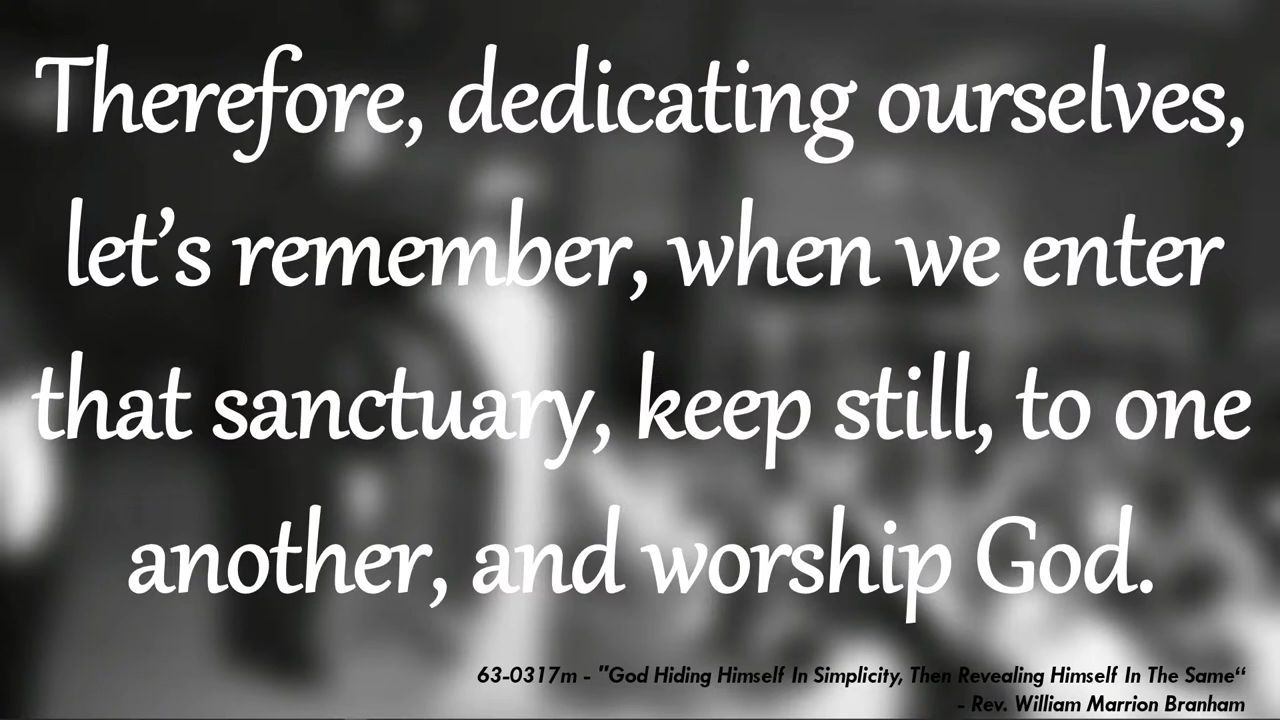 Therefore, dedicating ourselves,
let’s remember, when we enter
that sanctuary, keep still, to one
another, and worship God.
63-0317m - "God Hiding Himself In Simplicity, Then Revealing Himself In The Same“
- Rev. William Marrion Branham